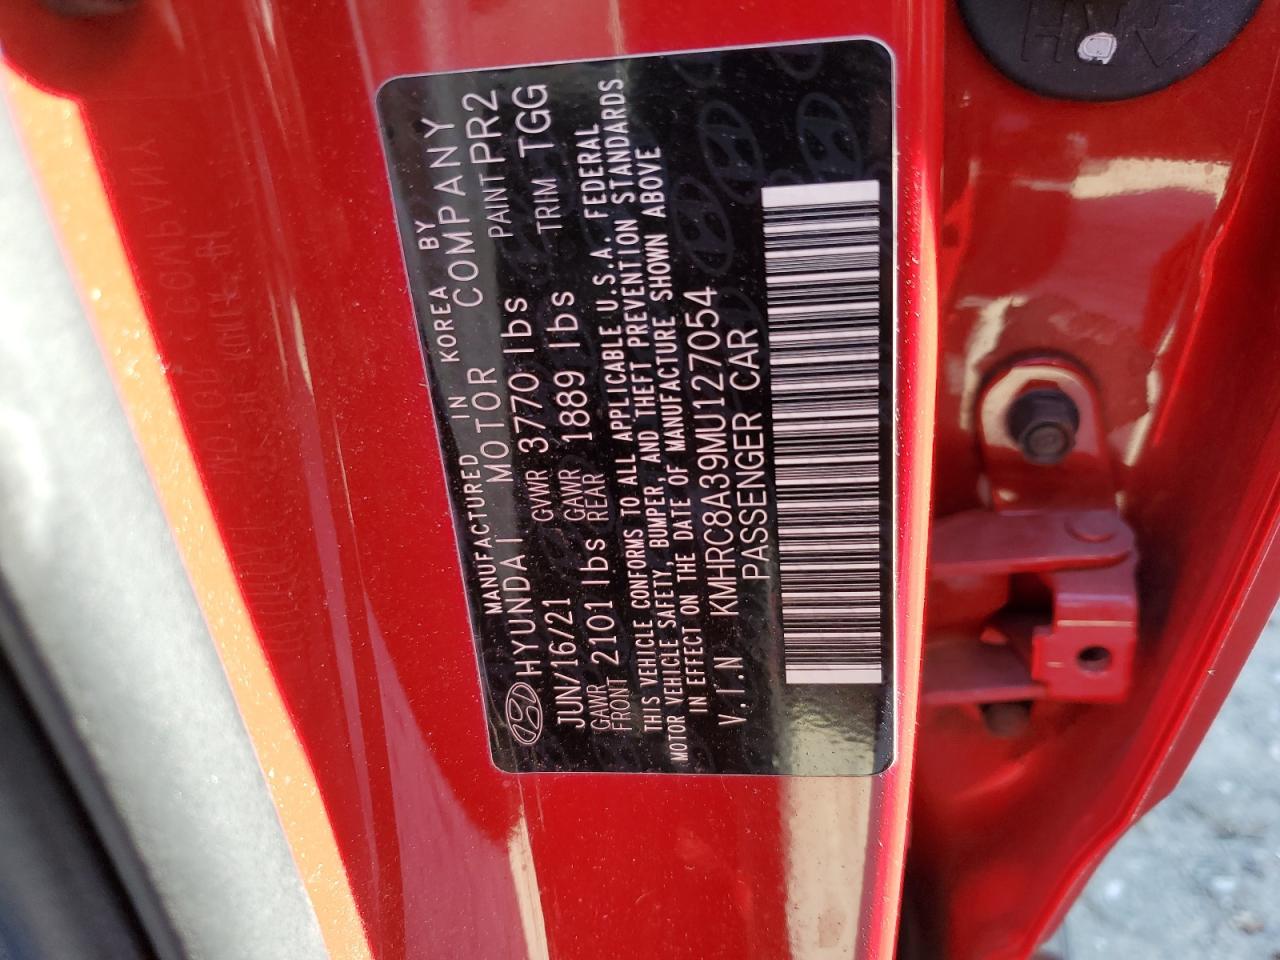 MANUFACTURED IN KOREA BY
HYUNDAI MOTOR COMPANY
JUN/16/21 GVWR 3770 lbs PAINT PR2
GAWR FRONT 2101 lbs GAWR REAR 1889 lbs TRIM TGG
THIS VEHICLE CONFORMS TO ALL APPLICABLE U.S.A. FEDERAL
MOTOR VEHICLE SAFETY, BUMPER, AND THEFT PREVENTION STANDARDS
IN EFFECT ON THE DATE OF MANUFACTURE SHOWN ABOVE
V.I.N KMHRC8A39MU127054
PASSENGER CAR